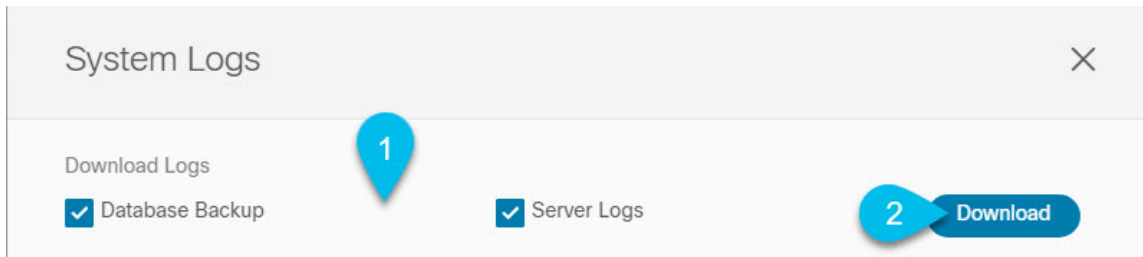 System Logs
1
Download Logs
Database Backup
Server Logs
2
Download